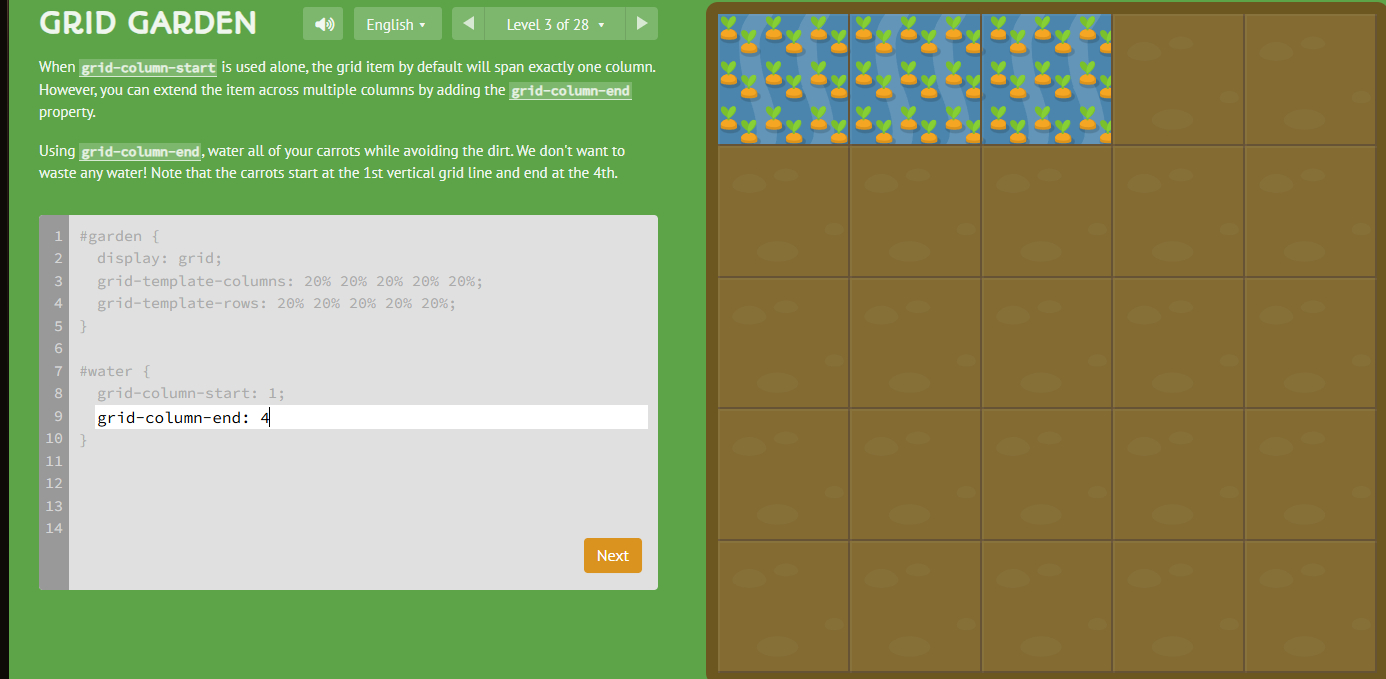 GRID GARDEN
English
Level 3 of 28
When grid-column-start is used alone, the grid item by default will span exactly one column.
However, you can extend the item across multiple columns by adding the grid-column-end
property.
Using grid-column-end, water all of your carrots while avoiding the dirt. We don't want to
waste any water! Note that the carrots start at the 1st vertical grid line and end at the 4th.
1 #garden {
2 display: grid;
3 grid-template-columns: 20% 20% 20% 20% 20%;
4 grid-template-rows: 20% 20% 20% 20% 20%;
5 }
6
7 #water {
8 grid-column-start: 1;
9 grid-column-end: 4
10 }
11
12
13
14
Next